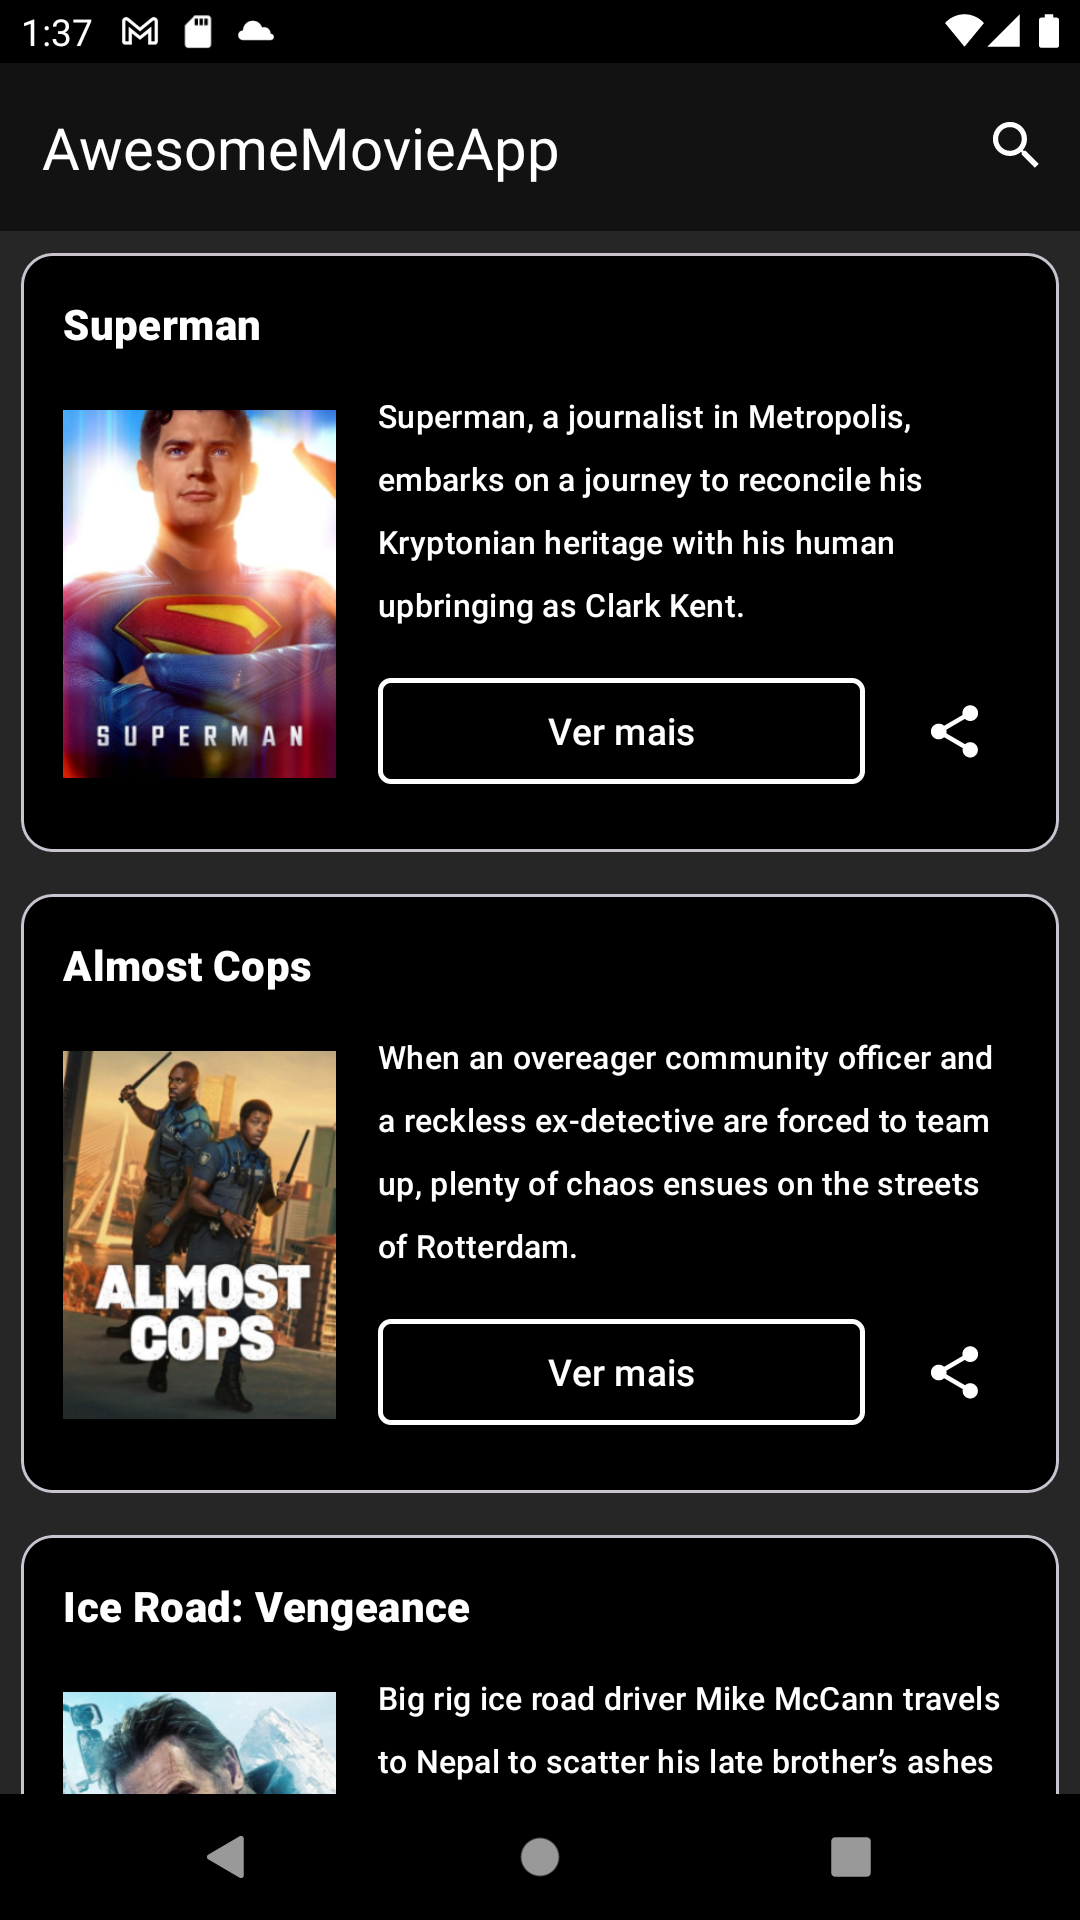 1:37
AwesomeMovieApp
Superman
Superman, a journalist in Metropolis,
embarks on a journey to reconcile his
Kryptonian heritage with his human
upbringing as Clark Kent.
SUPERMAN
Ver mais
Almost Cops
When an overeager community officer and
a reckless ex-detective are forced to team
up, plenty of chaos ensues on the streets
of Rotterdam.
ALMOST
COPS
Ver mais
Ice Road: Vengeance
Big rig ice road driver Mike McCann travels
to Nepal to scatter his late brother’s ashes